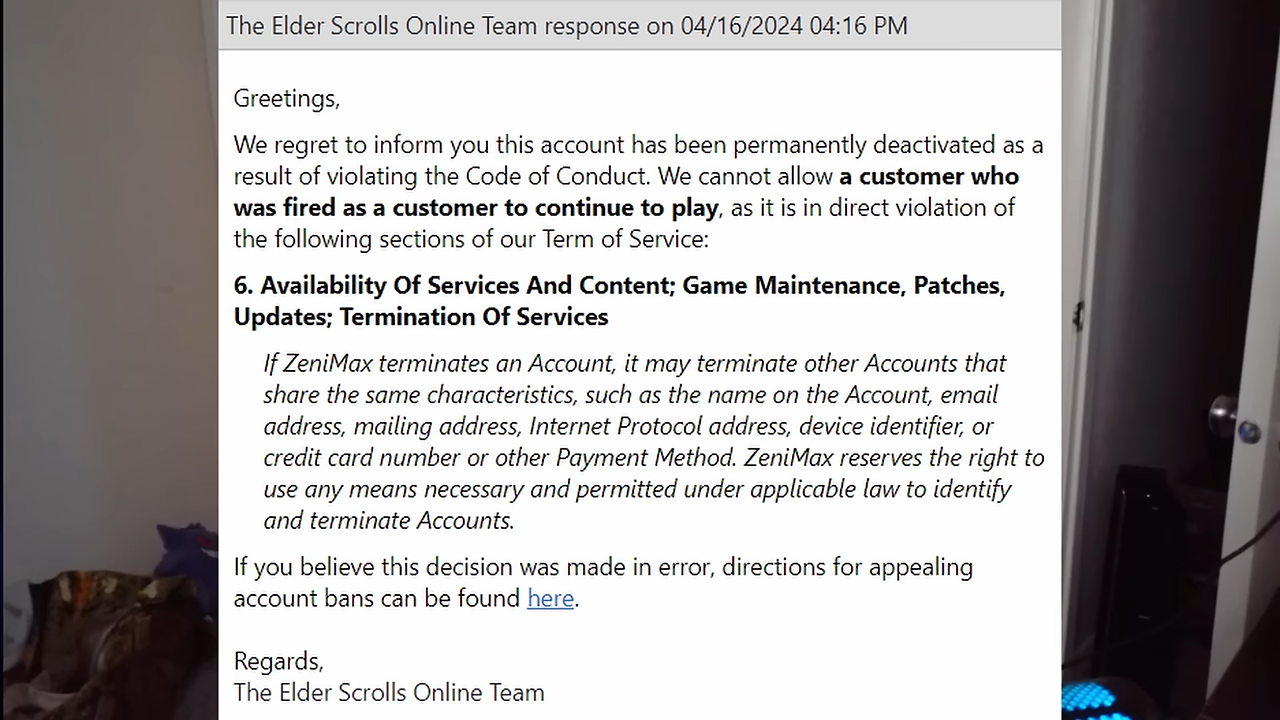 The Elder Scrolls Online Team response on 04/16/2024 04:16 PM
Greetings,
We regret to inform you this account has been permanently deactivated as a
result of violating the Code of Conduct. We cannot allow a customer who
was fired as a customer to continue to play, as it is in direct violation of
the following sections of our Term of Service:
6. Availability Of Services And Content; Game Maintenance, Patches,
Updates; Termination Of Services
If ZeniMax terminates an Account, it may terminate other Accounts that
share the same characteristics, such as the name on the Account, email
address, mailing address, Internet Protocol address, device identifier, or
credit card number or other Payment Method. ZeniMax reserves the right to
use any means necessary and permitted under applicable law to identify
and terminate Accounts.
If you believe this decision was made in error, directions for appealing
account bans can be found here.
Regards,
The Elder Scrolls Online Team